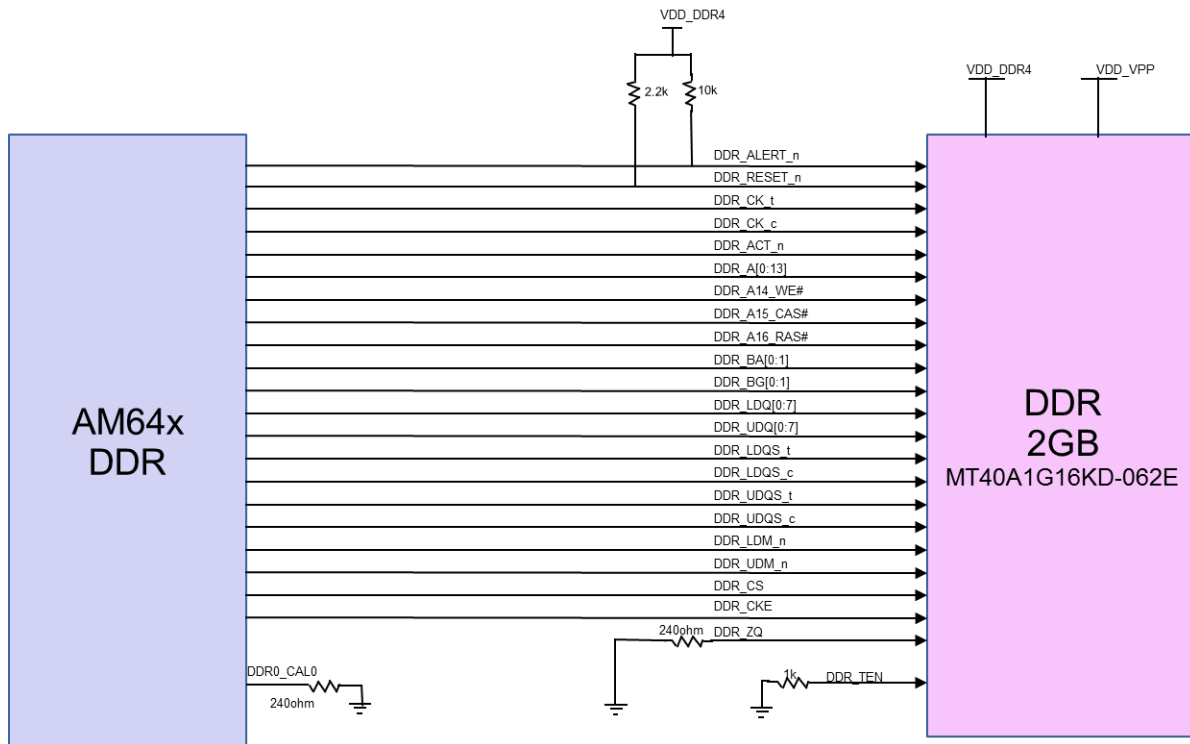 VDD_DDR4
2.2k
10k
VDD_DDR4
VDD_VPP
DDR_ALERT_n
DDR_RESET_n
DDR_CK_t
DDR_CK_c
DDR_ACT_n
DDR_A[0:13]
DDR_A14_WE#
DDR_A15_CAS#
DDR_A16_RAS#
DDR_BA[0:1]
DDR_BG[0:1]
DDR_LDQ[0:7]
DDR_UDQ[0:7]
DDR_LDQS_t
DDR_LDQS_c
DDR_UDQS_t
DDR_UDQS_c
DDR_LDM_n
DDR_UDM_n
DDR_CS
DDR_CKE
240ohm
DDR_ZQ
AM64x
DDR
DDR
2GB
MT40A1G16KD-062E
DDR0_CAL0
240ohm
1k
DDR_TEN